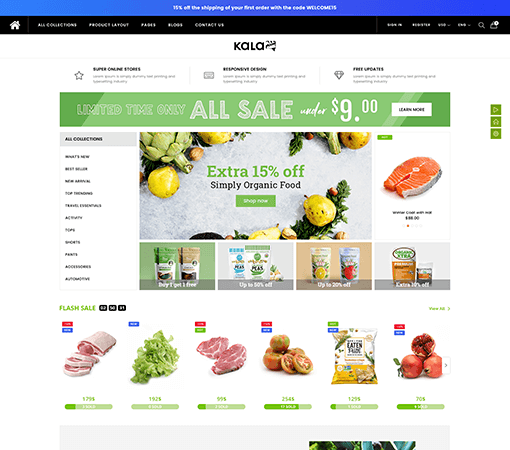 15% off the shipping of your first order with the code WELCOME15
ALL COLLECTIONS PRODUCT LAYOUT PAGES BLOGS CONTACT US
SIGN IN REGISTER USD ENG
KALA
SUPER ONLINE STORES
Lorem Ipsum is simply dummy text printing and typesetting industry
RESPONSIVE DESIGN
Lorem Ipsum is simply dummy text printing and typesetting industry
FREE UPDATES
Lorem Ipsum is simply dummy text printing and typesetting industry
LIMITED TIME ONLY ALL SALE under $9.00
LEARN MORE
ALL COLLECTIONS
WHAT'S NEW
BEST SELLER
NEW ARRIVAL
TOP TRENDING
TRAVEL ESSENTIALS
ACTIVITY
TOPS
SHORTS
PANTS
ACCESSORIES
AUTOMOTIVE
Extra 15% off
Simply Organic Food
Shop now
Winter Coat with Hat
$88.00
Buy 1 get 1 free
Up to 50% off
Up to 20% off
Extra 10% off
FLASH SALE
View All
179$
192$
99$
254$
129$
70$